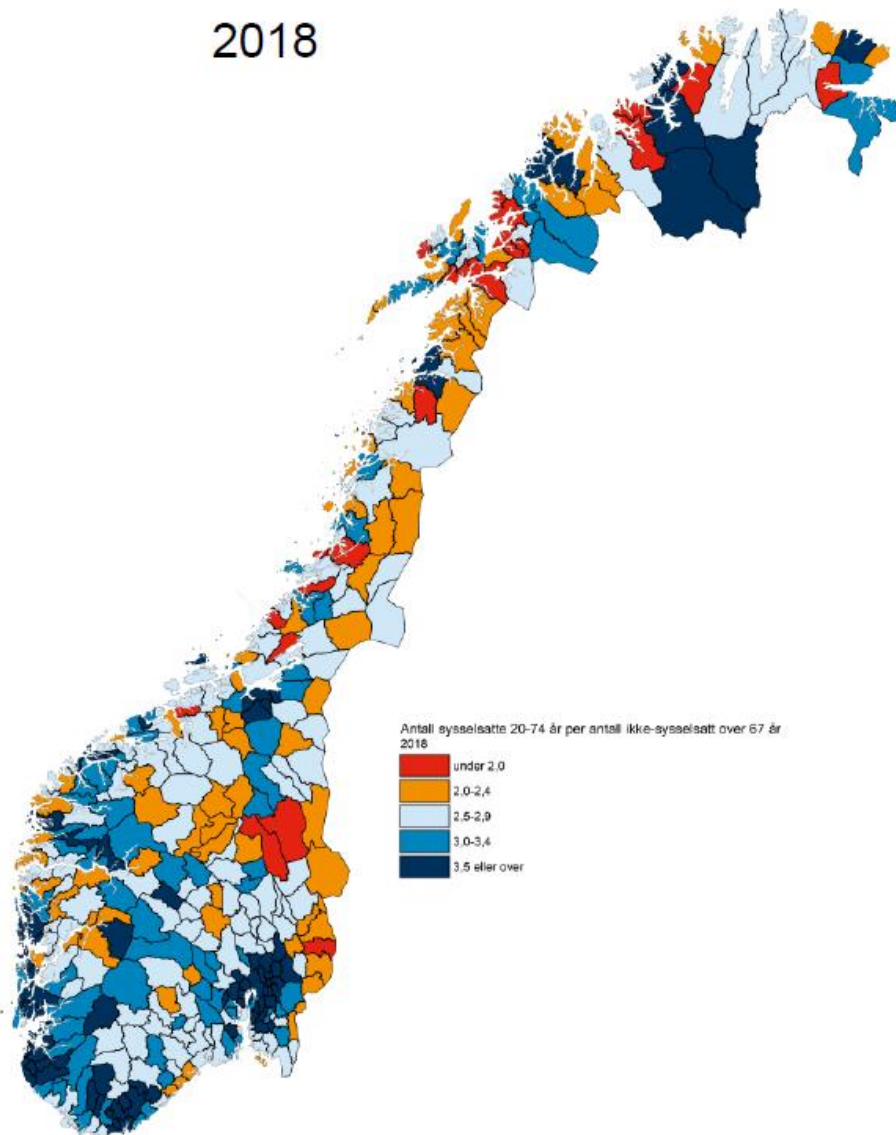 2018
Antall sysselsatte 20-74 år per antall ikke-sysselsatt over 67 år
2018
under 2,0
2,0-2,4
2,5-2,9
3,0-3,4
3,5 eller over